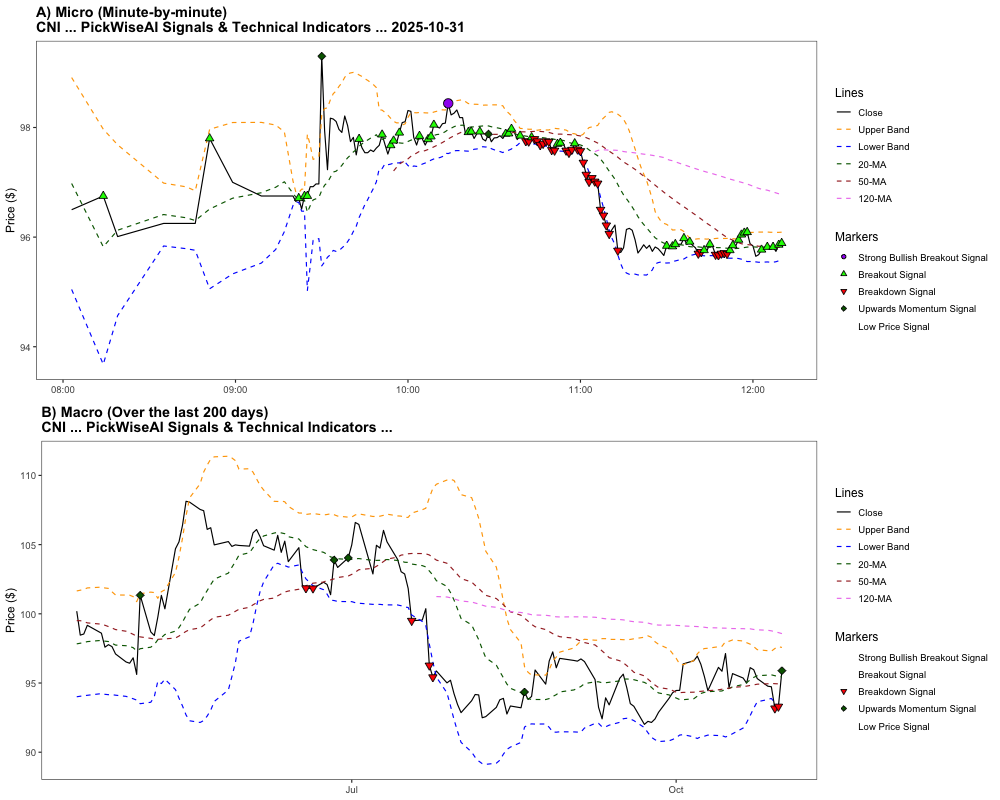 A) Micro (Minute-by-minute)
CNI ... PickWiseAI Signals & Technical Indicators ... 2025-10-31
Price ($)
98
96
94
08:00
09:00
10:00
11:00
12:00
Lines
Close
Upper Band
Lower Band
20-MA
50-MA
120-MA
Markers
Strong Bullish Breakout Signal
Breakout Signal
Breakdown Signal
Upwards Momentum Signal
Low Price Signal
B) Macro (Over the last 200 days)
CNI ... PickWiseAI Signals & Technical Indicators ...
Price ($)
110
105
100
95
90
Jul
Oct
Lines
Close
Upper Band
Lower Band
20-MA
50-MA
120-MA
Markers
Strong Bullish Breakout Signal
Breakout Signal
Breakdown Signal
Upwards Momentum Signal
Low Price Signal